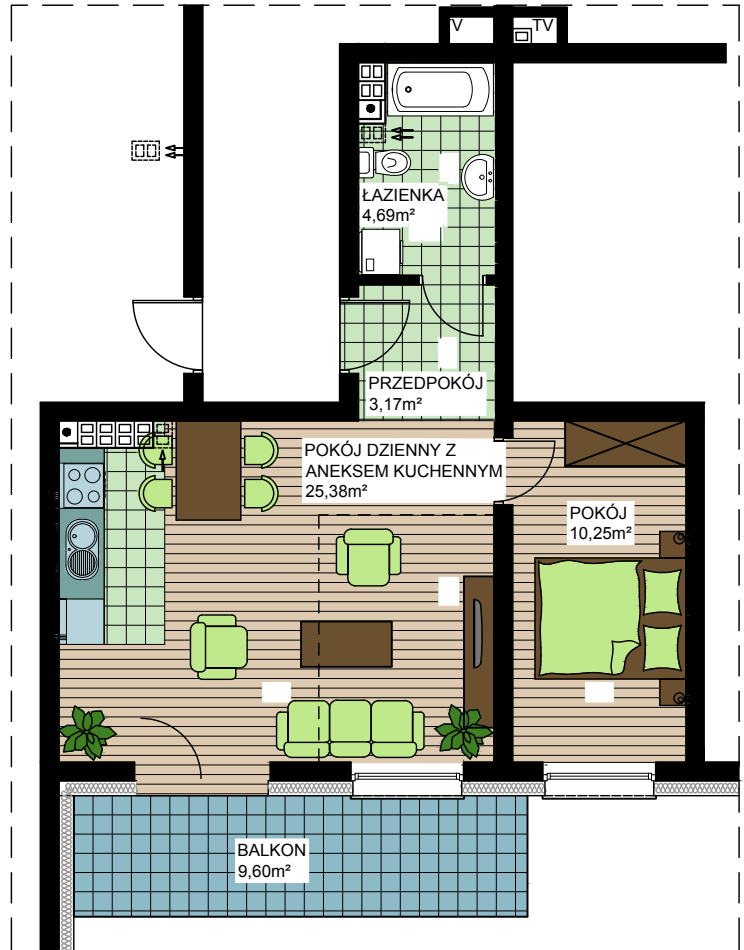 V
TV
ŁAZIENKA
4,69m²
PRZEDPOKÓJ
3,17m²
POKÓJ DZIENNY Z
ANEKSEM KUCHENNYM
25,38m²
POKÓJ
10,25m²
BALKON
9,60m²